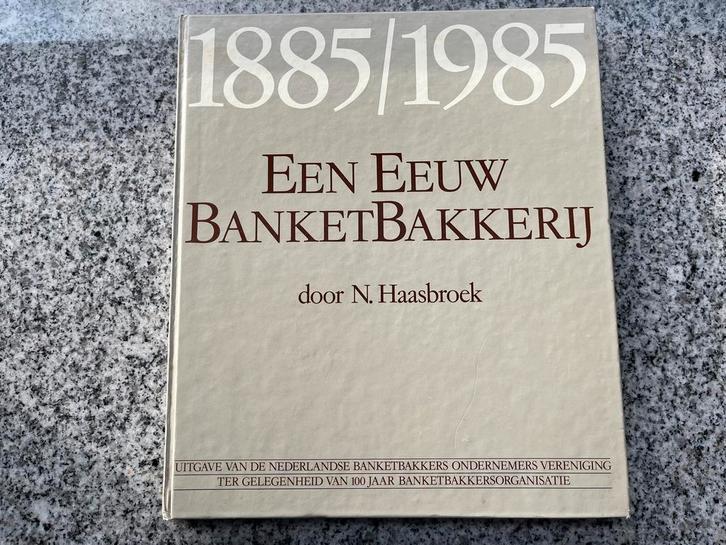 1885/1985
EEN EEUW
BANKETBAKKERIJ
door N. Haasbroek
UITGAVE VAN DE NEDERLANDSE BANKETBAKKERS ONDERNEMERS VERENIGING
TER GELEGENHEID VAN 100 JAAR BANKETBAKKERSORGANISATIE